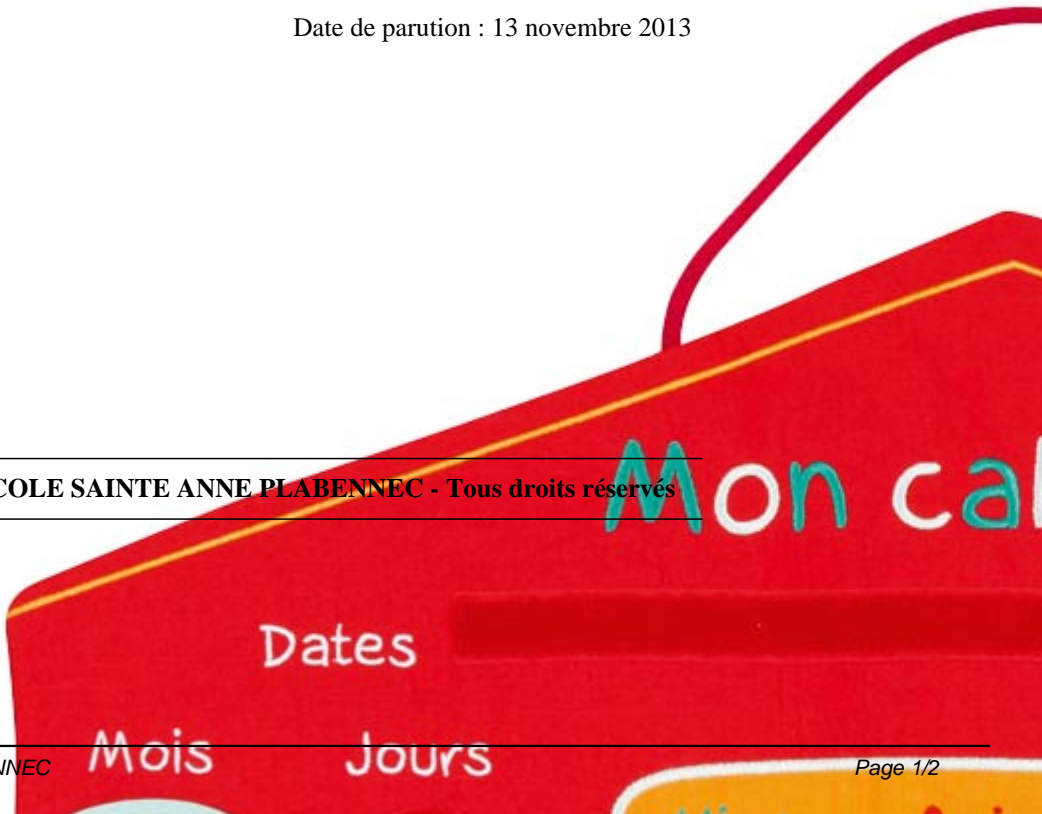 Date de parution : 13 novembre 2013
COLE SAINTE ANNE PLABENNEC - Tous droits réservés
Mon cal
Dates
Mois Jours
NNEC Page 1/2